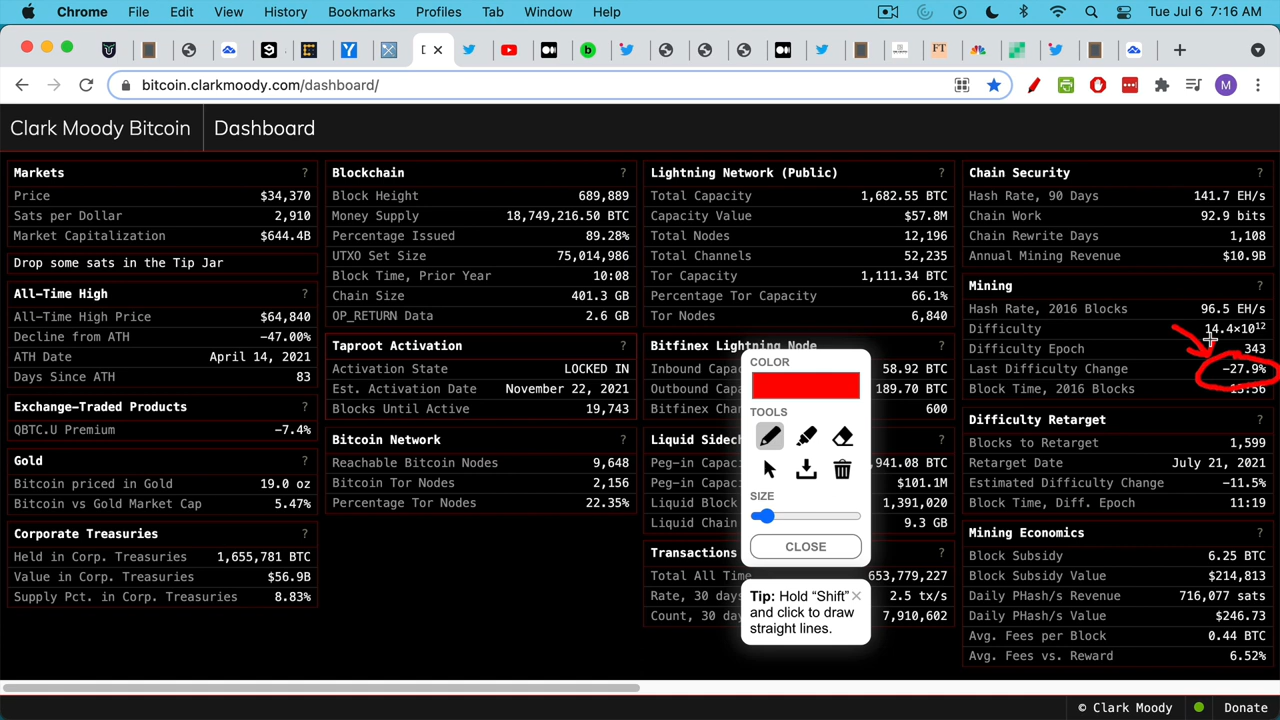 Chrome File Edit View History Bookmarks Profiles Tab Window Help Tue Jul 6 7:16 AM
bitcoin.clarkmoody.com/dashboard/
M
Clark Moody Bitcoin Dashboard
Markets ?
Price $34,370
Sats per Dollar 2,910
Market Capitalization $644.4B
Drop some sats in the Tip Jar
All-Time High ?
All-Time High Price $64,840
Decline from ATH -47.00%
ATH Date April 14, 2021
Days Since ATH 83
Exchange-Traded Products ?
QBTC.U Premium -7.4%
Gold ?
Bitcoin priced in Gold 19.0 oz
Bitcoin vs Gold Market Cap 5.47%
Corporate Treasuries ?
Held in Corp. Treasuries 1,655,781 BTC
Value in Corp. Treasuries $56.9B
Supply Pct. in Corp. Treasuries 8.83%
Blockchain ?
Block Height 689,889
Money Supply 18,749,216.50 BTC
Percentage Issued 89.28%
UTXO Set Size 75,014,986
Block Time, Prior Year 10:08
Chain Size 401.3 GB
OP_RETURN Data 2.6 GB
Taproot Activation ?
Activation State LOCKED IN
Est. Activation Date November 22, 2021
Blocks Until Active 19,743
Bitcoin Network ?
Reachable Bitcoin Nodes 9,648
Bitcoin Tor Nodes 2,156
Percentage Tor Nodes 22.35%
Lightning Network (Public) ?
Total Capacity 1,682.55 BTC
Capacity Value $57.8M
Total Nodes 12,196
Total Channels 52,235
Tor Capacity 1,111.34 BTC
Percentage Tor Capacity 66.1%
Tor Nodes 6,840
Bitfinex Lightning Node ?
Inbound Capa 58.92 BTC
Outbound Capa 189.70 BTC
Bitfinex Chann 600
Liquid Sidech ?
Peg-in Capaci ,941.08 BTC
Peg-in Capaci $101.1M
Liquid Block 1,391,020
Liquid Chain 9.3 GB
Transactions ?
Total All Time 653,779,227
Rate, 30 days 2.5 tx/s
Count, 30 day 7,910,602
COLOR
TOOLS
SIZE
CLOSE
Tip: Hold “Shift”
and click to draw
straight lines.
Chain Security ?
Hash Rate, 90 Days 141.7 EH/s
Chain Work 92.9 bits
Chain Rewrite Days 1,108
Annual Mining Revenue $10.9B
Mining ?
Hash Rate, 2016 Blocks 96.5 EH/s
Difficulty 14.4×10¹²
Difficulty Epoch 343
Last Difficulty Change -27.9%
Block Time, 2016 Blocks
Difficulty Retarget ?
Blocks to Retarget 1,599
Retarget Date July 21, 2021
Estimated Difficulty Change -11.5%
Block Time, Diff. Epoch 11:19
Mining Economics ?
Block Subsidy 6.25 BTC
Block Subsidy Value $214,813
Daily PHash/s Revenue 716,077 sats
Daily PHash/s Value $246.73
Avg. Fees per Block 0.44 BTC
Avg. Fees vs. Reward 6.52%
© Clark Moody Donate